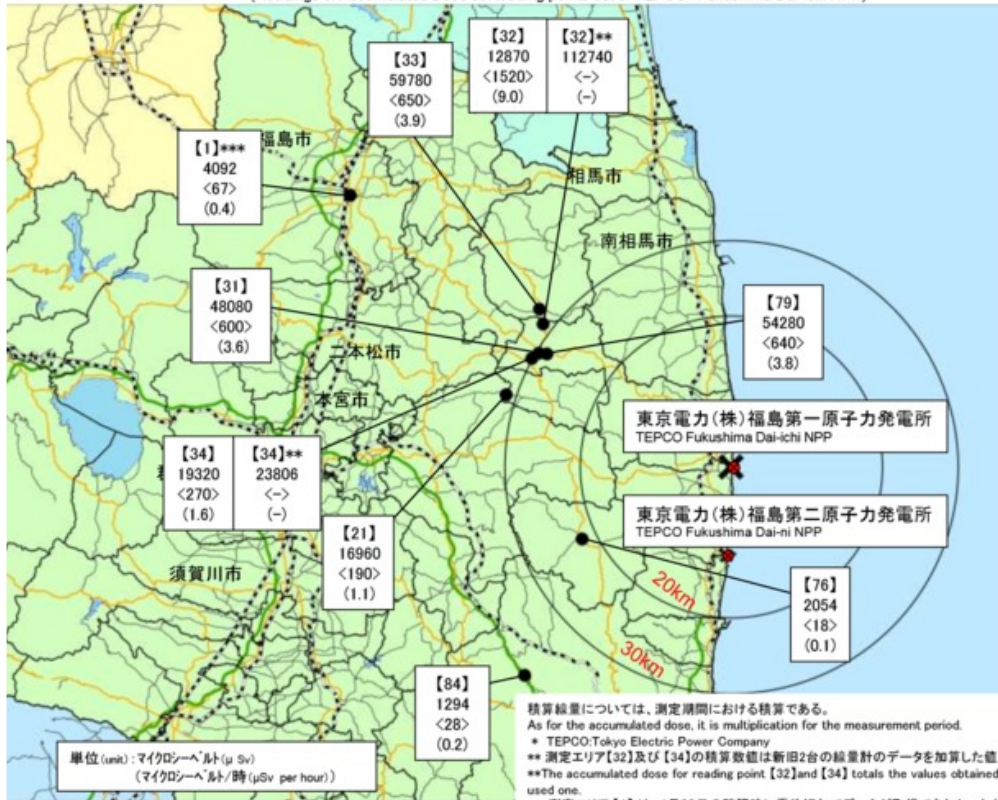 【33】
59780
<650>
(3.9)
【32】
12870
<1520>
(9.0)
【32】**
112740
<->
(-)
【1】***
4092
<67>
(0.4)
福島市
相馬市
南相馬市
【31】
48080
<600>
(3.6)
【79】
54280
<640>
(3.8)
二本松市
本宮市
東京電力(株)福島第一原子力発電所
TEPCO Fukushima Dai-ichi NPP
【34】
19320
<270>
(1.6)
【34】**
23806
<->
(-)
東京電力(株)福島第二原子力発電所
TEPCO Fukushima Dai-ni NPP
【21】
16960
<190>
(1.1)
須賀川市
20km
【76】
2054
<18>
(0.1)
30km
【84】
1294
<28>
(0.2)
単位(unit):マイクロシーベルト(μ Sv)
(マイクロシーベルト/時(μSv per hour))
積算線量については、測定期間における積算である。
As for the accumulated dose, it is multiplication for the measurement period.
* TEPCO:Tokyo Electric Power Company
** 測定エリア【32】及び【34】の積算数値は新旧2台の線量計のデータを加算した値
**The accumulated dose for reading point 【32】and 【34】 totals the values obtained
used one.